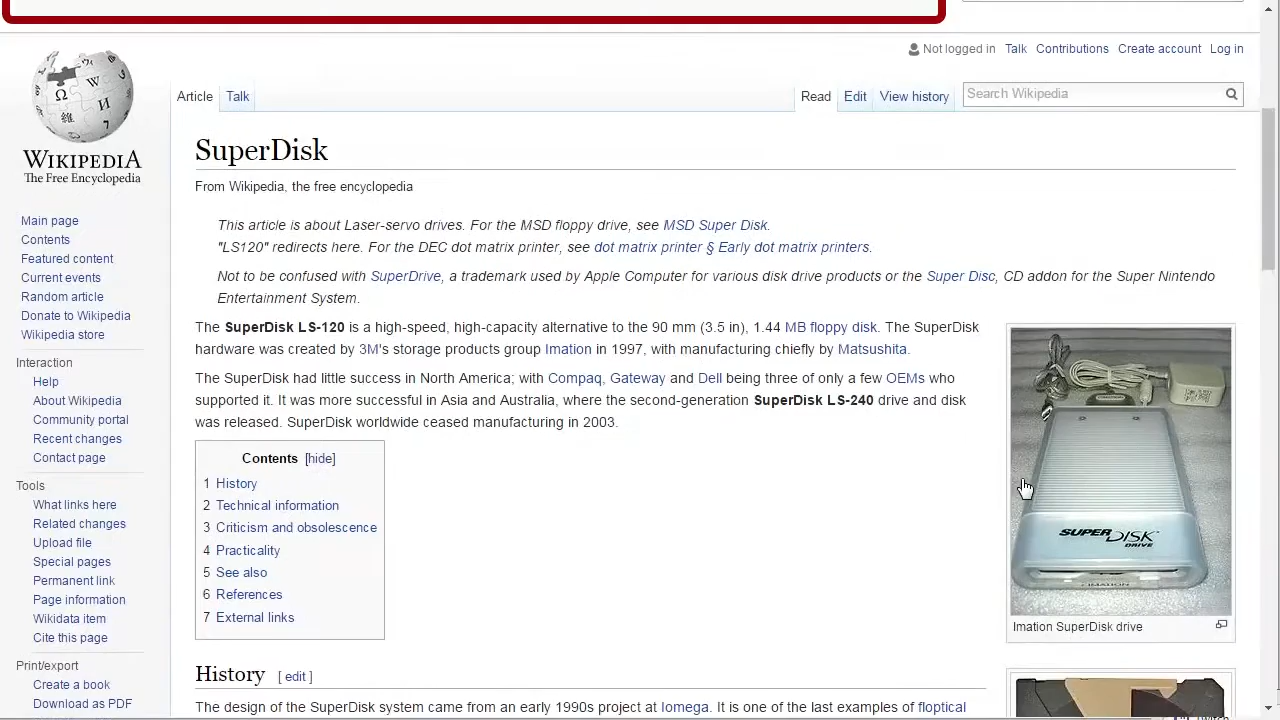 Not logged in Talk Contributions Create account Log in
Article Talk Read Edit View history Search Wikipedia
WIKIPEDIA
The Free Encyclopedia
Main page
Contents
Featured content
Current events
Random article
Donate to Wikipedia
Wikipedia store
Interaction
Help
About Wikipedia
Community portal
Recent changes
Contact page
Tools
What links here
Related changes
Upload file
Special pages
Permanent link
Page information
Wikidata item
Cite this page
Print/export
Create a book
Download as PDF
SuperDisk
From Wikipedia, the free encyclopedia
This article is about Laser-servo drives. For the MSD floppy drive, see MSD Super Disk.
"LS120" redirects here. For the DEC dot matrix printer, see dot matrix printer § Early dot matrix printers.
Not to be confused with SuperDrive, a trademark used by Apple Computer for various disk drive products or the Super Disc, CD addon for the Super Nintendo
Entertainment System.
The SuperDisk LS-120 is a high-speed, high-capacity alternative to the 90 mm (3.5 in), 1.44 MB floppy disk. The SuperDisk
hardware was created by 3M's storage products group Imation in 1997, with manufacturing chiefly by Matsushita.
The SuperDisk had little success in North America; with Compaq, Gateway and Dell being three of only a few OEMs who
supported it. It was more successful in Asia and Australia, where the second-generation SuperDisk LS-240 drive and disk
was released. SuperDisk worldwide ceased manufacturing in 2003.
Contents [hide]
1 History
2 Technical information
3 Criticism and obsolescence
4 Practicality
5 See also
6 References
7 External links
SUPERDISK
DRIVE
IMATION
Imation SuperDisk drive
History [ edit ]
The design of the SuperDisk system came from an early 1990s project at Iomega. It is one of the last examples of floptical